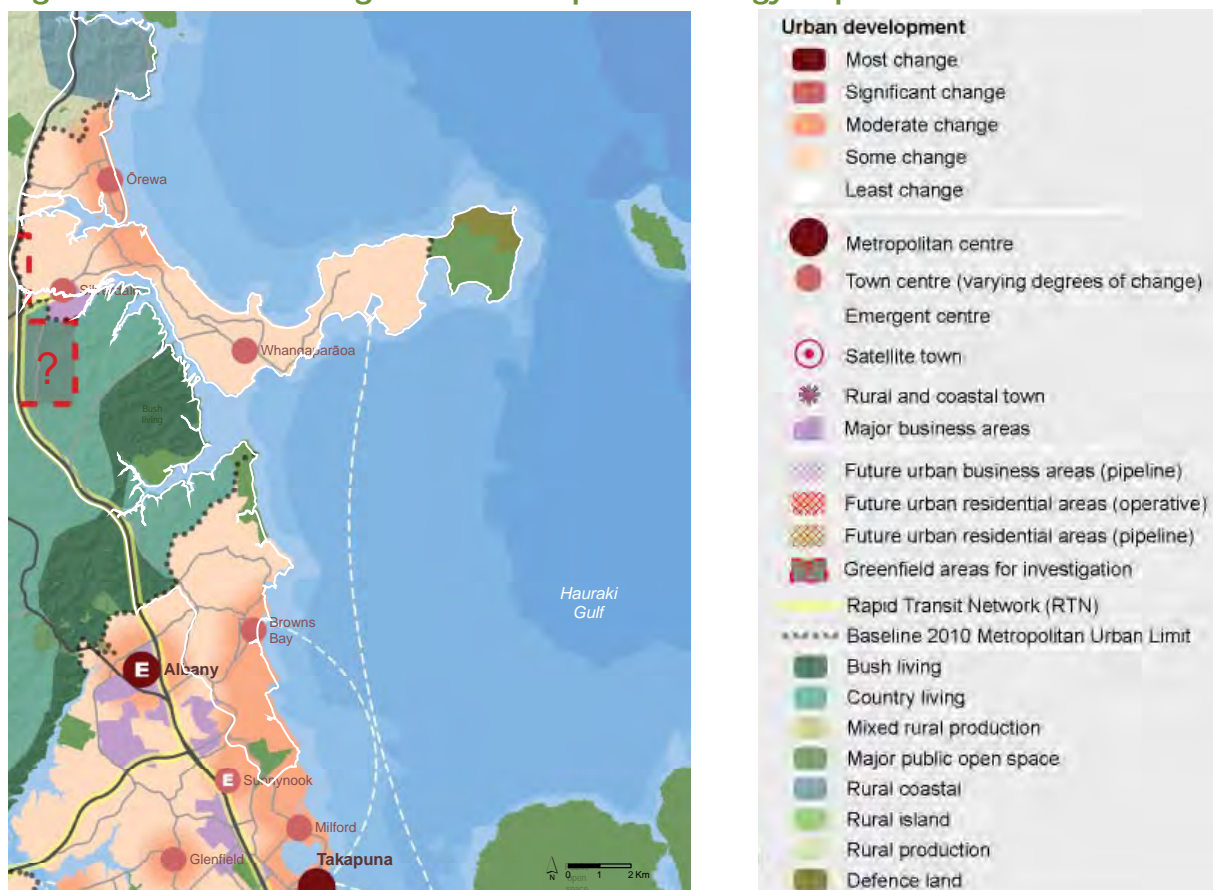 Ōrewa
Whangaparāoa
?
Bush
living
Hauraki
Gulf
Browns
Bay
E Albany
E Sunnynook
Milford
Glenfield
Takapuna
N 0 1 2 Km
Urban development
Most change
Significant change
Moderate change
Some change
Least change
Metropolitan centre
Town centre (varying degrees of change)
Emergent centre
Satellite town
Rural and coastal town
Major business areas
Future urban business areas (pipeline)
Future urban residential areas (operative)
Future urban residential areas (pipeline)
Greenfield areas for investigation
Rapid Transit Network (RTN)
Baseline 2010 Metropolitan Urban Limit
Bush living
Country living
Mixed rural production
Major public open space
Rural coastal
Rural island
Rural production
Defence land